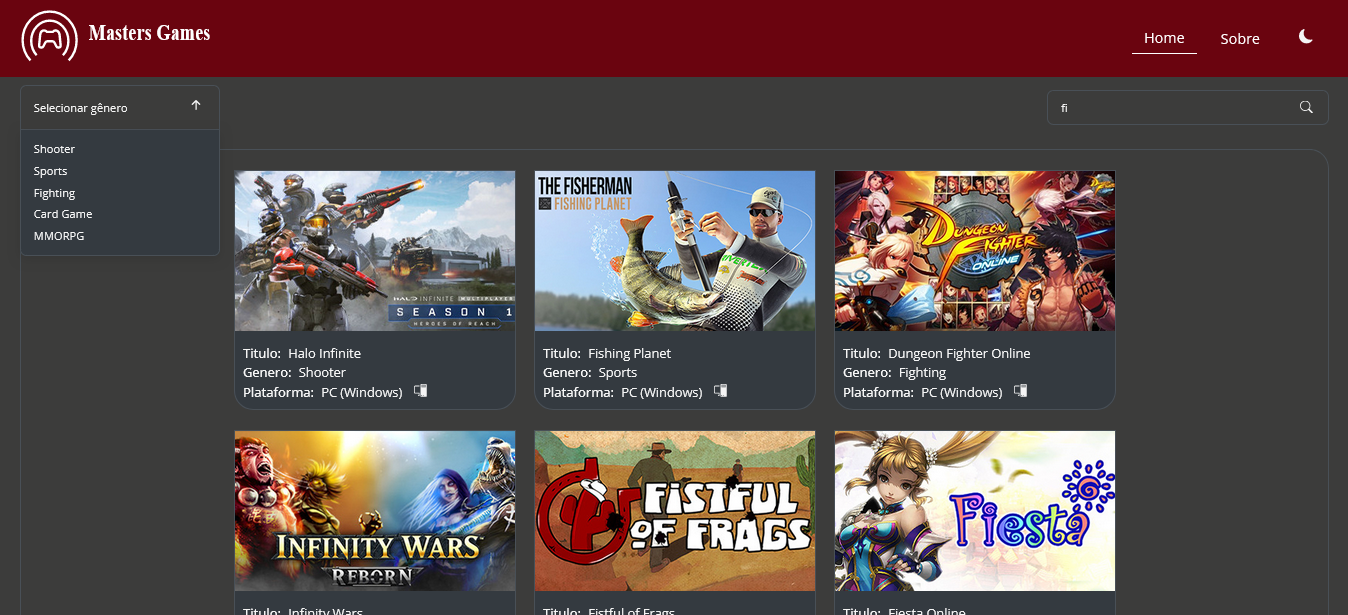 Masters Games
Home
Sobre
Selecionar gênero
fi
Shooter
Sports
Fighting
Card Game
MMORPG
HALO INFINITE MULTIPLAYER
SEASON 1
HEROES OF REACH
THE FISHERMAN
FISHING PLANET
DUNGEON
FIGHTER
ONLINE
Titulo: Halo Infinite
Genero: Shooter
Plataforma: PC (Windows)
Titulo: Fishing Planet
Genero: Sports
Plataforma: PC (Windows)
Titulo: Dungeon Fighter Online
Genero: Fighting
Plataforma: PC (Windows)
INFINITY WARS
REBORN
FISTFUL
OF FRAGS
Fiesta
Titulo: Infinity Wars
Titulo: Fistful of Frags
Titulo: Fiesta Online